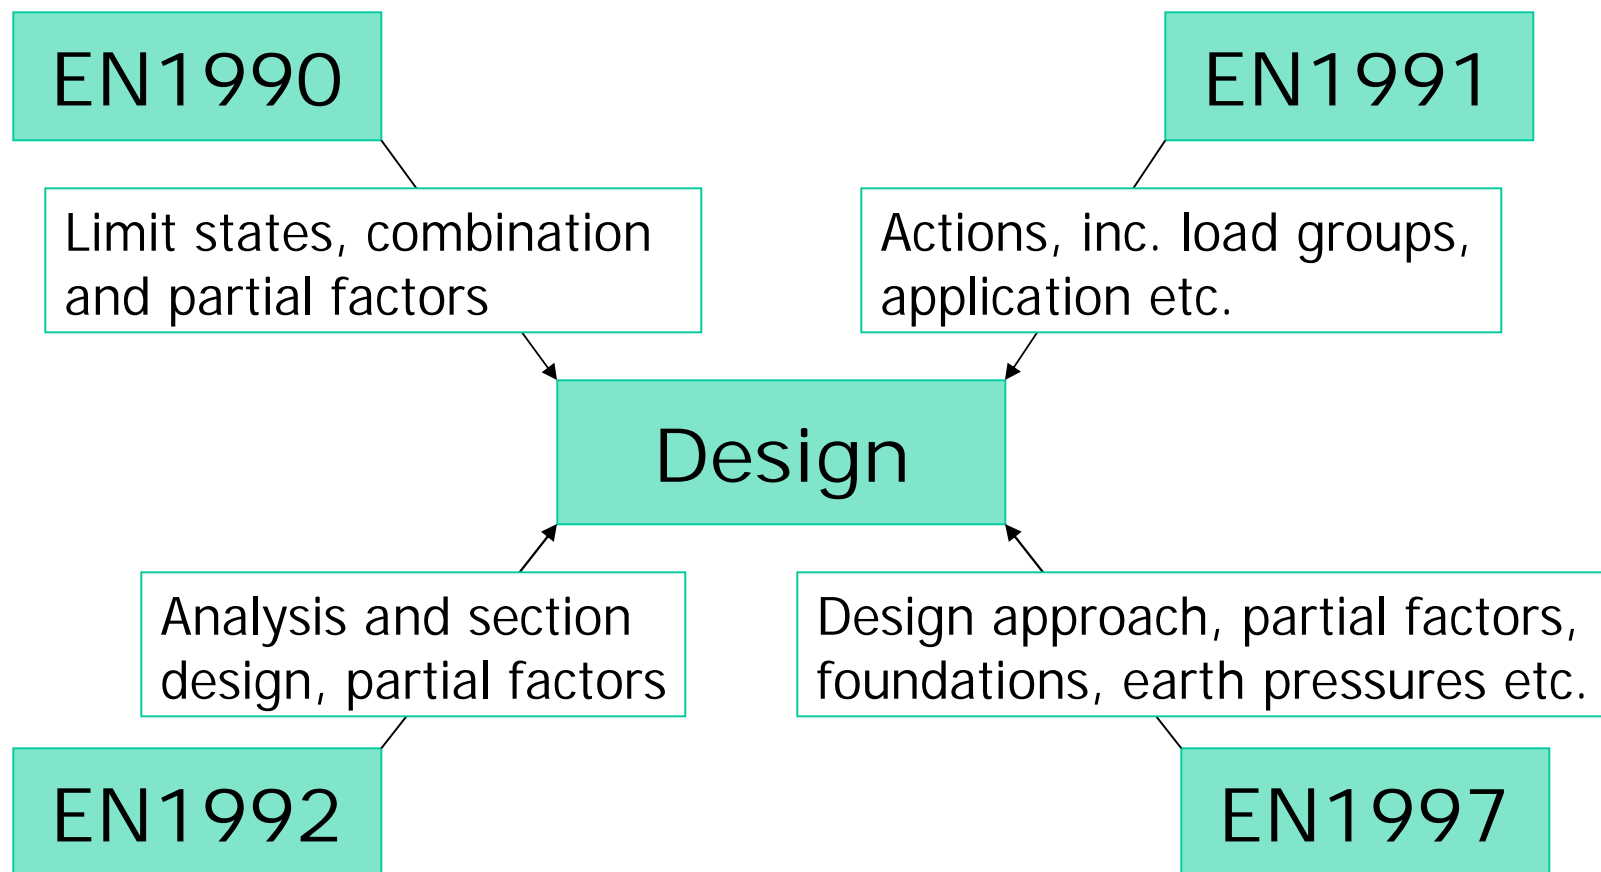 EN1990
EN1991
Limit states, combination
and partial factors
Actions, inc. load groups,
application etc.
Design
Analysis and section
design, partial factors
Design approach, partial factors,
foundations, earth pressures etc.
EN1992
EN1997